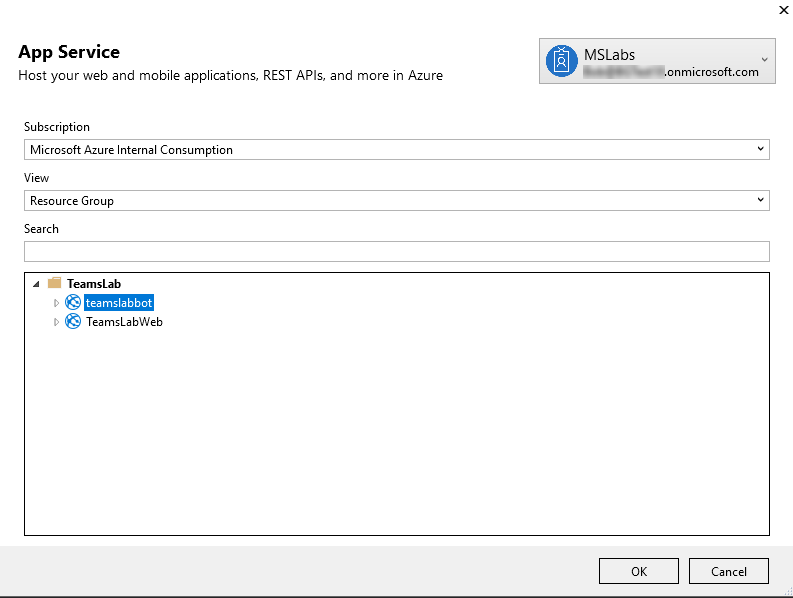 App Service
Host your web and mobile applications, REST APIs, and more in Azure
MSLabs
.onmicrosoft.com
Subscription
Microsoft Azure Internal Consumption
View
Resource Group
Search
TeamsLab
teamslabbot
TeamsLabWeb
OK
Cancel